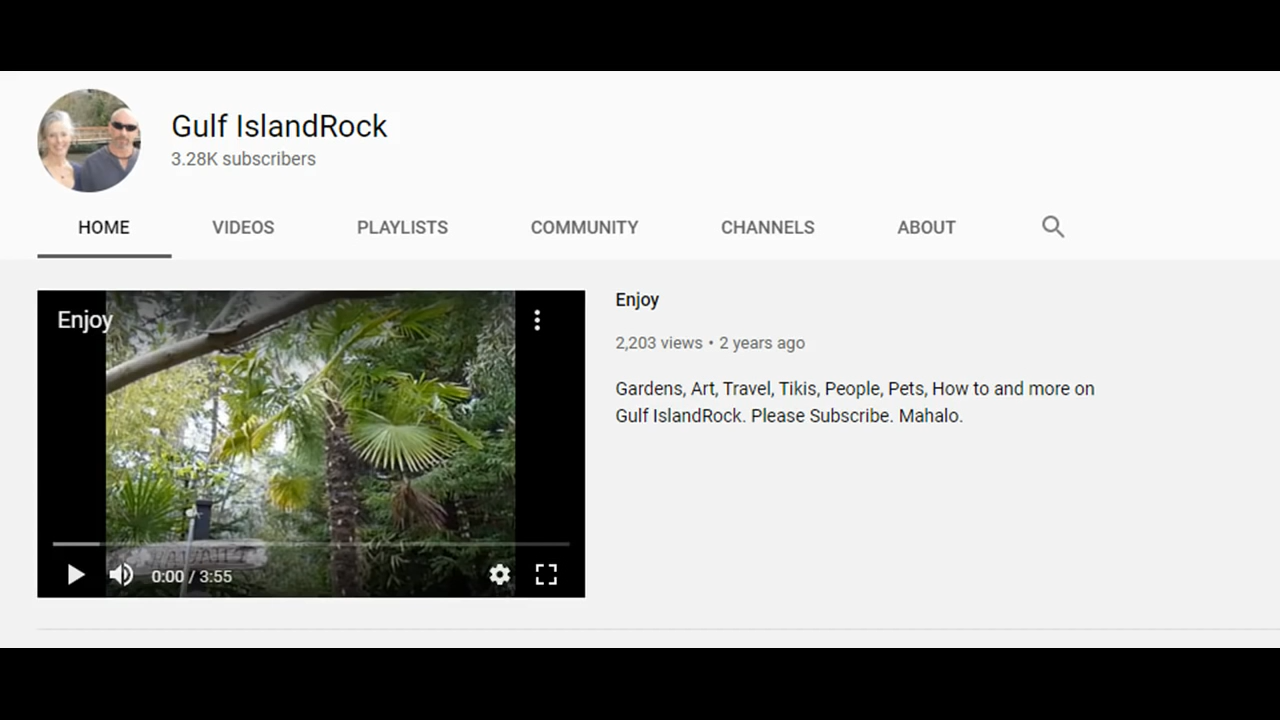 Gulf IslandRock
3.28K subscribers
HOME VIDEOS PLAYLISTS COMMUNITY CHANNELS ABOUT
Enjoy
Enjoy
2,203 views • 2 years ago
Gardens, Art, Travel, Tikis, People, Pets, How to and more on
Gulf IslandRock. Please Subscribe. Mahalo.
0:00 / 3:55